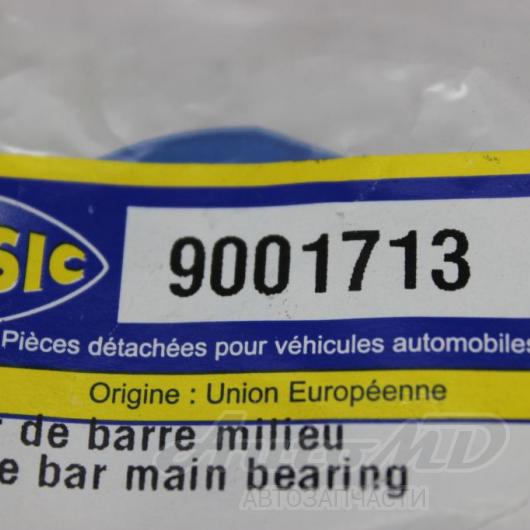 SIC
9001713
Pièces détachées pour véhicules automobiles
Origine : Union Européenne
de barre milieu
e bar main bearing
АВТОЗАПЧАСТИ